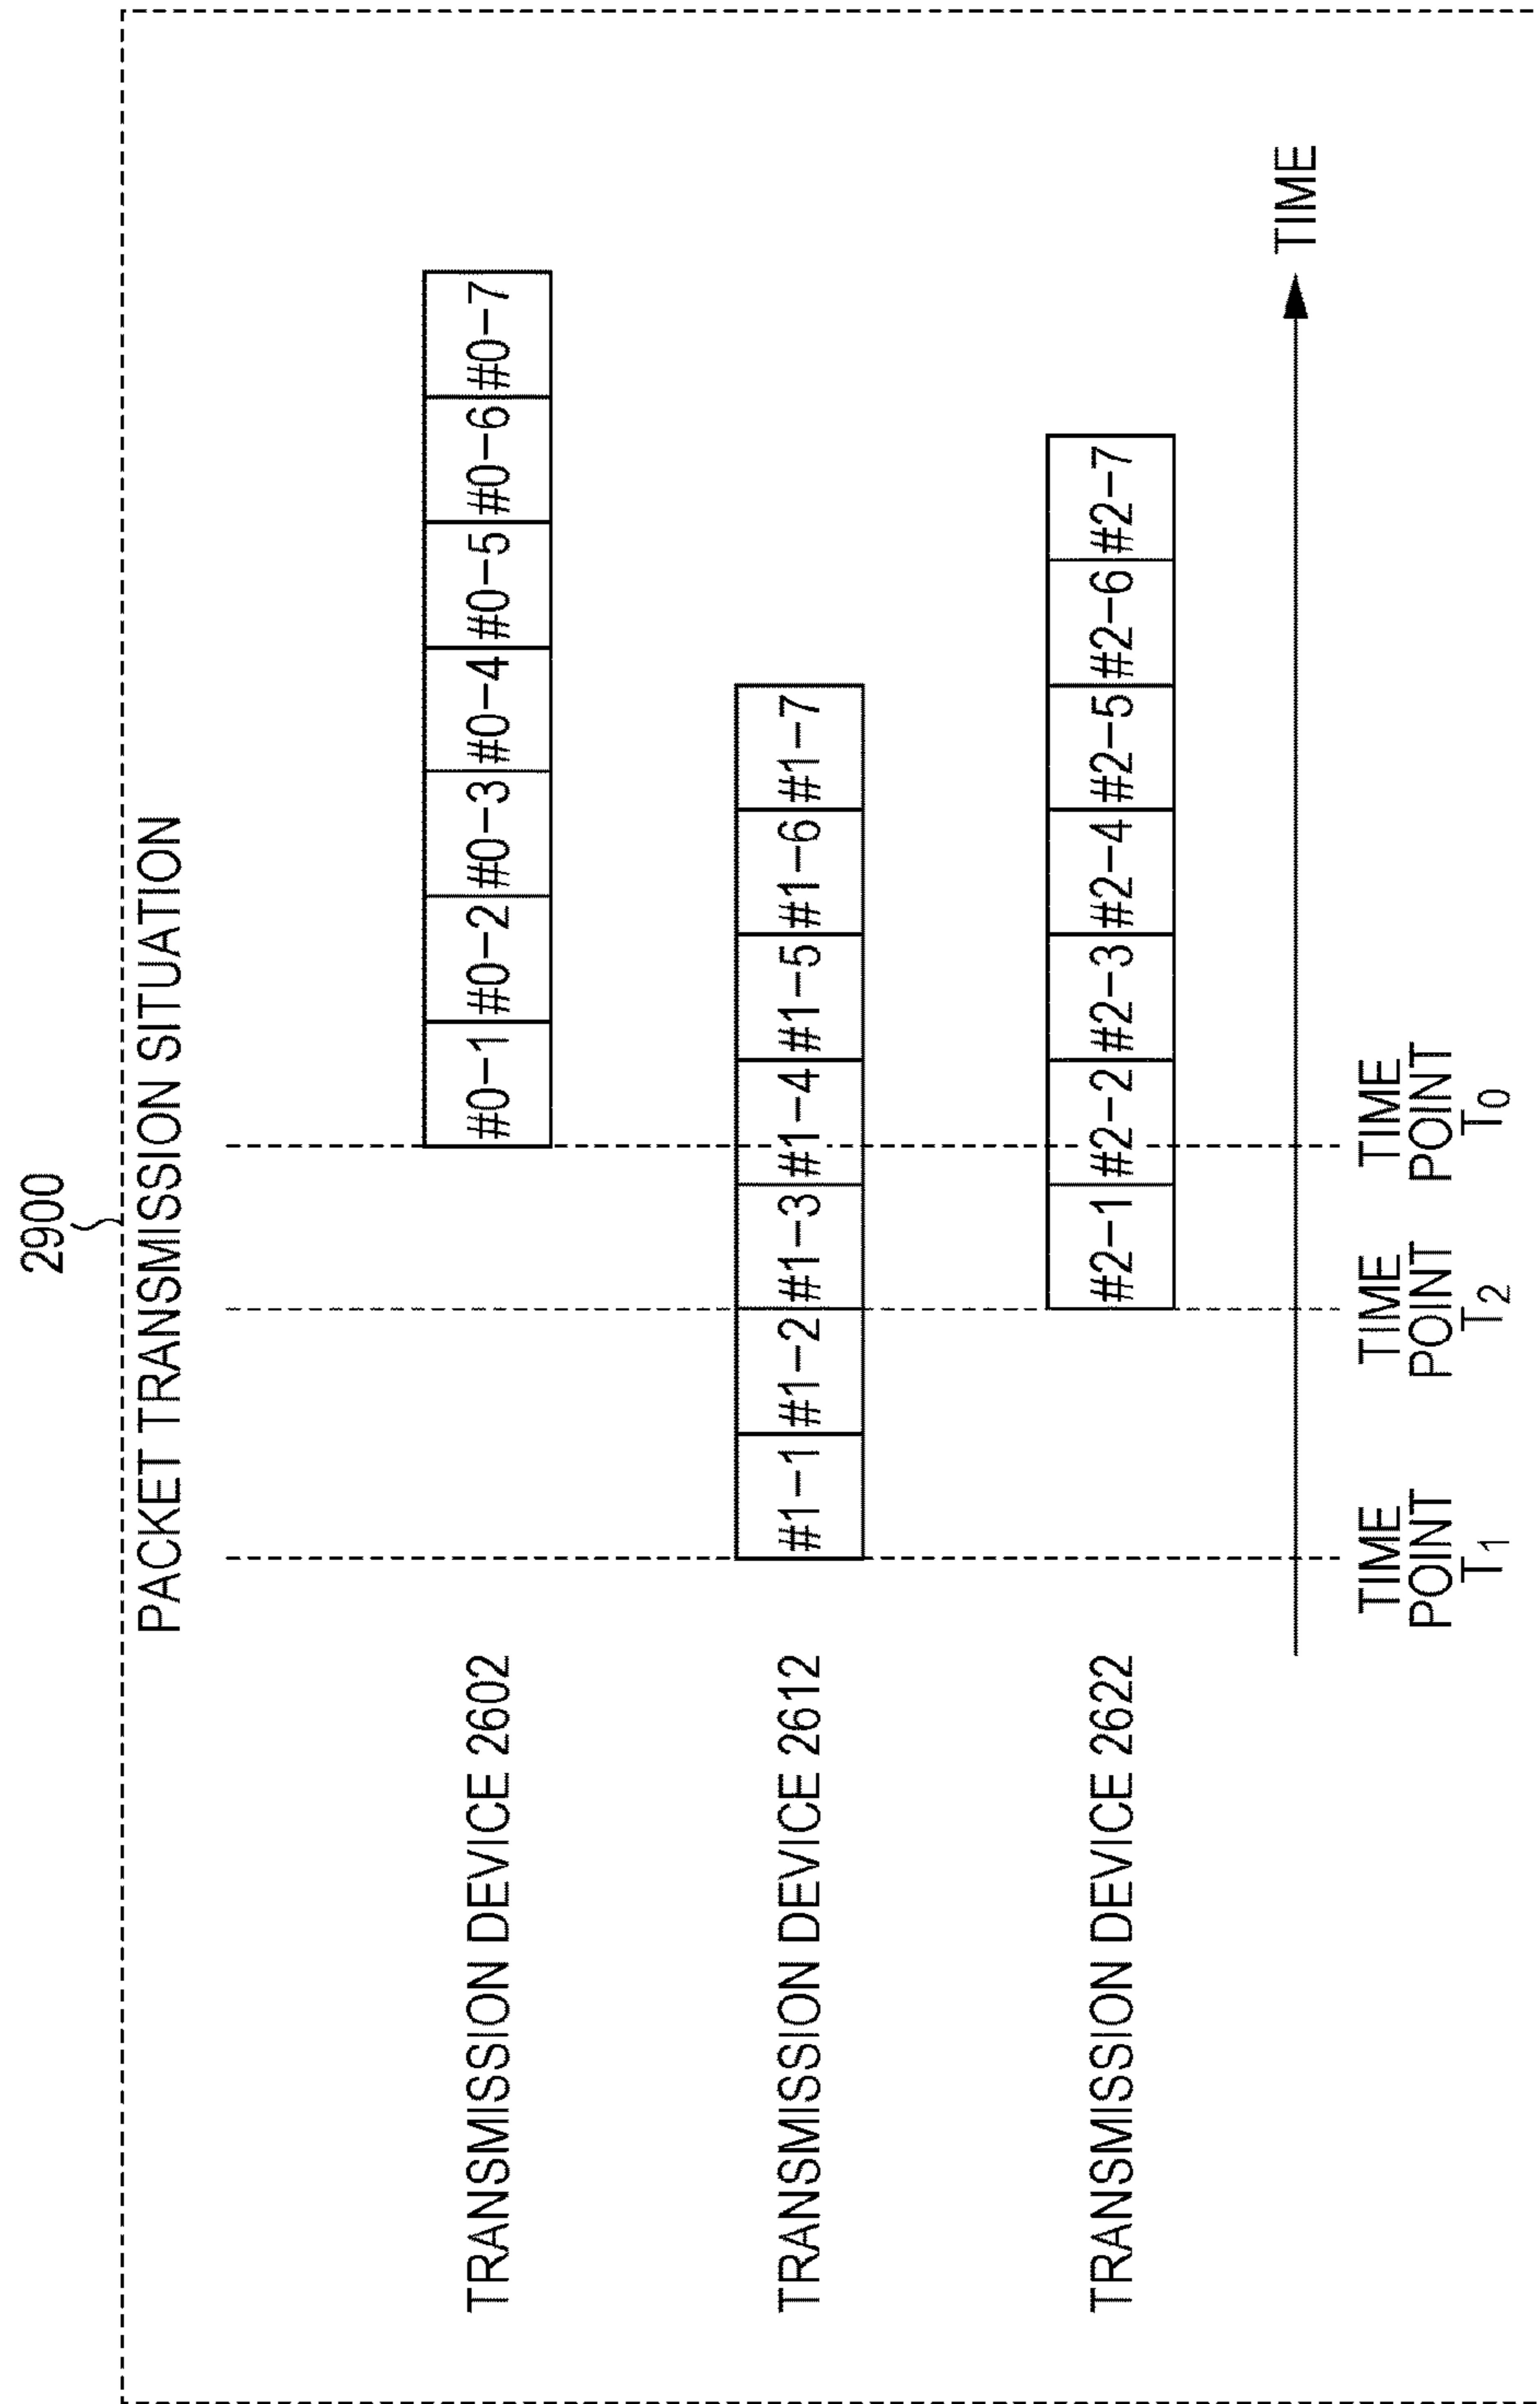 2900
PACKET TRANSMISSION SITUATION
TRANSMISSION DEVICE 2602
#0-1 #0-2 #0-3 #0-4 #0-5 #0-6 #0-7
TRANSMISSION DEVICE 2612
#1-1 #1-2 #1-3 #1-4 #1-5 #1-6 #1-7
TRANSMISSION DEVICE 2622
#2-1 #2-2 #2-3 #2-4 #2-5 #2-6 #2-7
TIME
TIME
POINT
T1
TIME
POINT
T2
TIME
POINT
T0